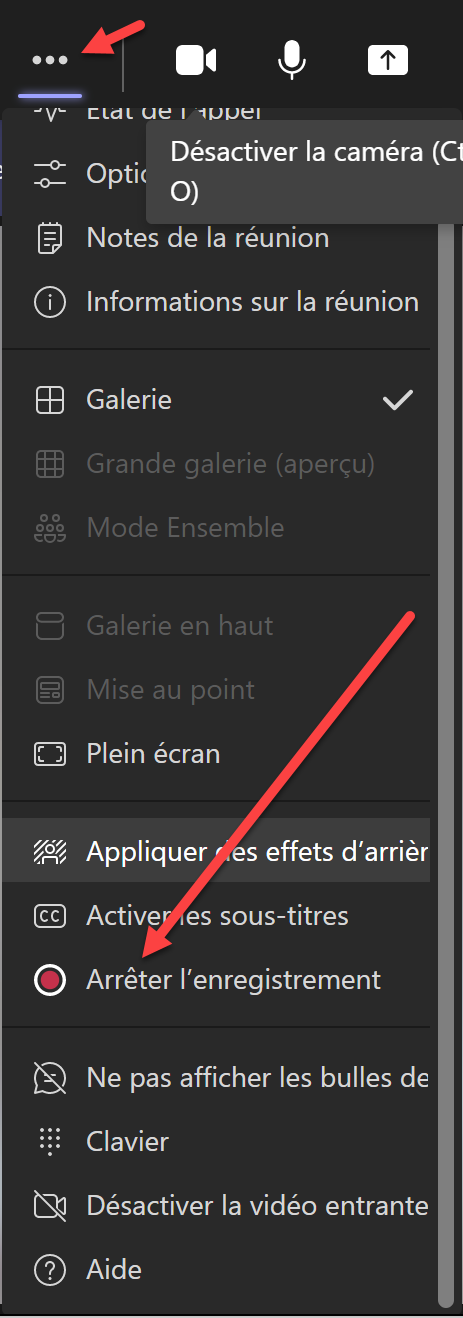 Désactiver la caméra (Ct
O)
État de l'appel
Optio
Notes de la réunion
Informations sur la réunion
Galerie
Grande galerie (aperçu)
Mode Ensemble
Galerie en haut
Mise au point
Plein écran
Appliquer des effets d’arrièr
Activer les sous-titres
Arrêter l’enregistrement
Ne pas afficher les bulles de
Clavier
Désactiver la vidéo entrante
Aide